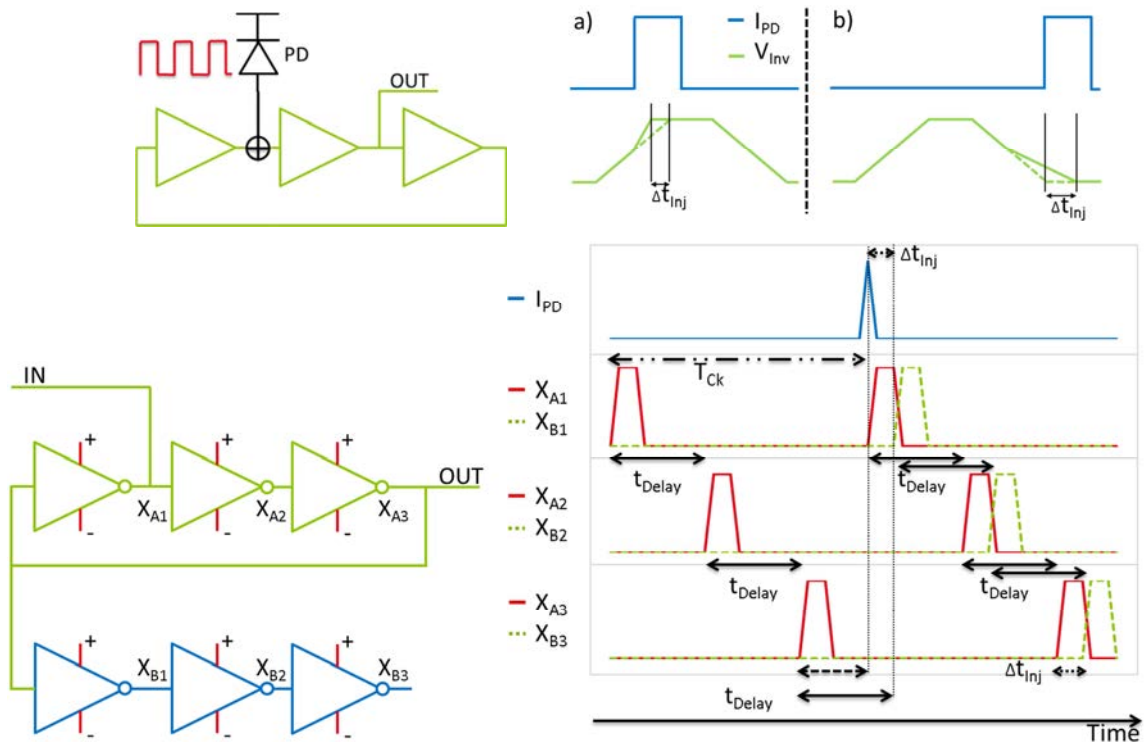 PD
OUT
a)
I_PD
V_Inv
b)
Δt_Inj
Δt_Inj
IN
+
+
+
X_A1
X_A2
X_A3
OUT
-
-
-
+
+
+
X_B1
X_B2
X_B3
-
-
-
I_PD
X_A1
X_B1
X_A2
X_B2
X_A3
X_B3
Δt_Inj
T_Ck
t_Delay
t_Delay
t_Delay
t_Delay
t_Delay
Δt_Inj
Time